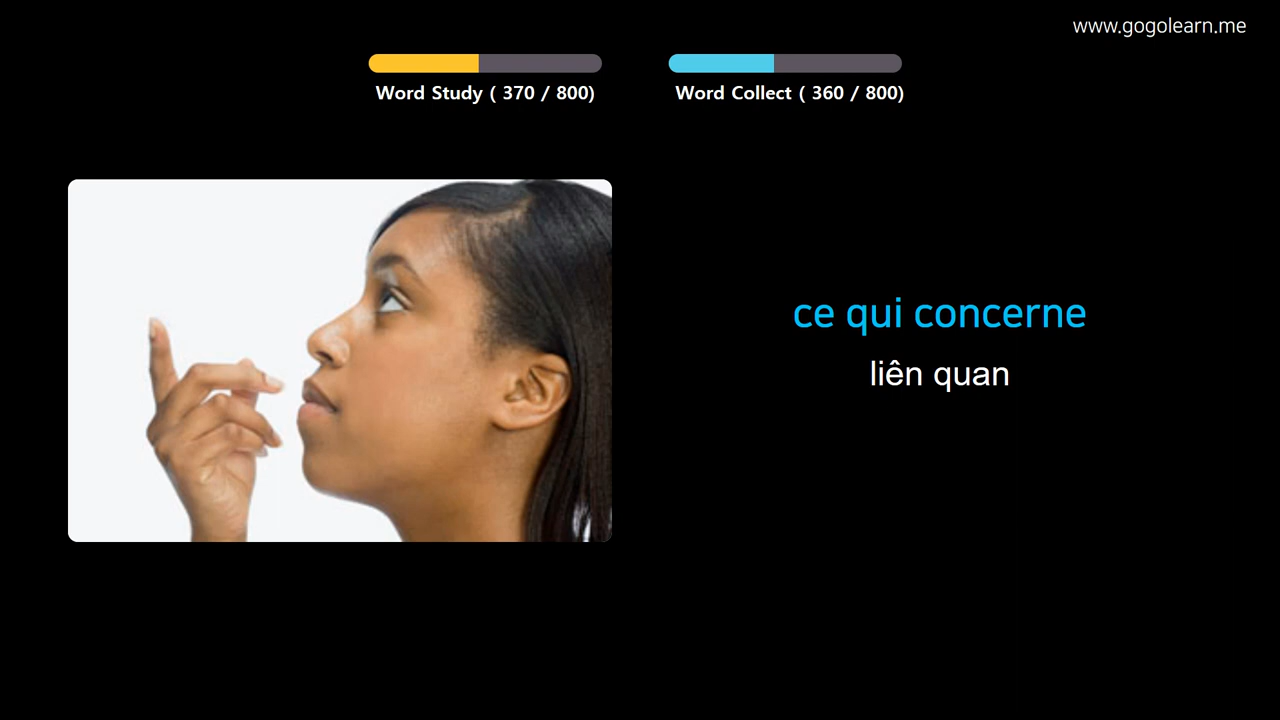 www.gogolearn.me
Word Study ( 370 / 800)
Word Collect ( 360 / 800)
ce qui concerne
liên quan